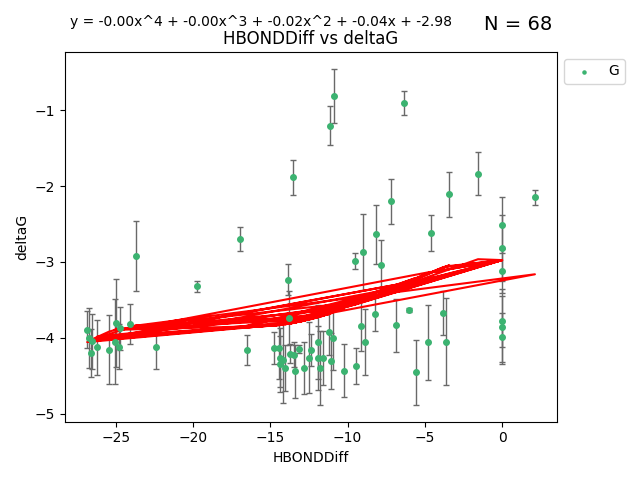 y = -0.00x^4 + -0.00x^3 + -0.02x^2 + -0.04x + -2.98
N = 68
HBONDDiff vs deltaG
G
−1
−2
−3
−4
−5
deltaG
−25
−20
−15
−10
−5
0
HBONDDiff